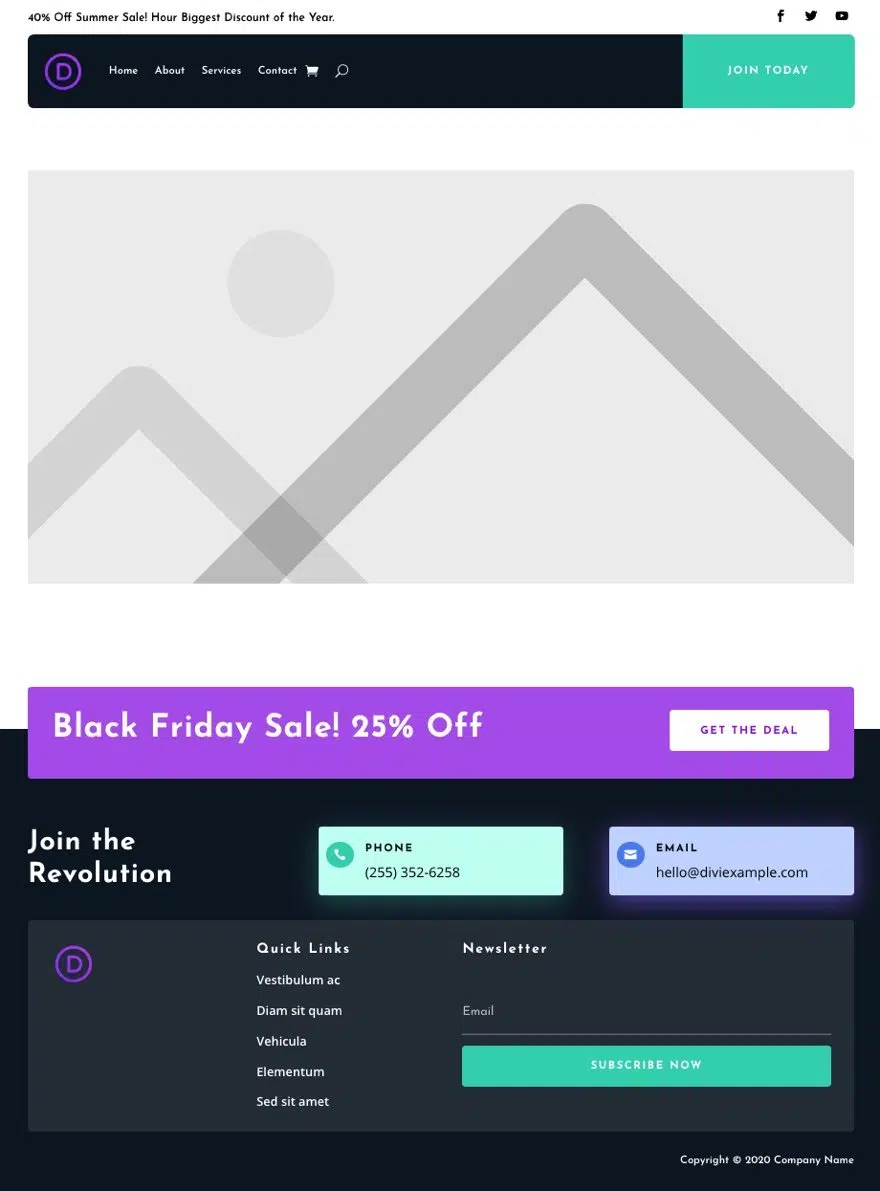 40% Off Summer Sale! Hour Biggest Discount of the Year.
D Home About Services Contact JOIN TODAY
Black Friday Sale! 25% Off
GET THE DEAL
Join the
Revolution
PHONE
(255) 352-6258
EMAIL
hello@diviexample.com
D
Quick Links
Vestibulum ac
Diam sit quam
Vehicula
Elementum
Sed sit amet
Newsletter
Email
SUBSCRIBE NOW
Copyright © 2020 Company Name